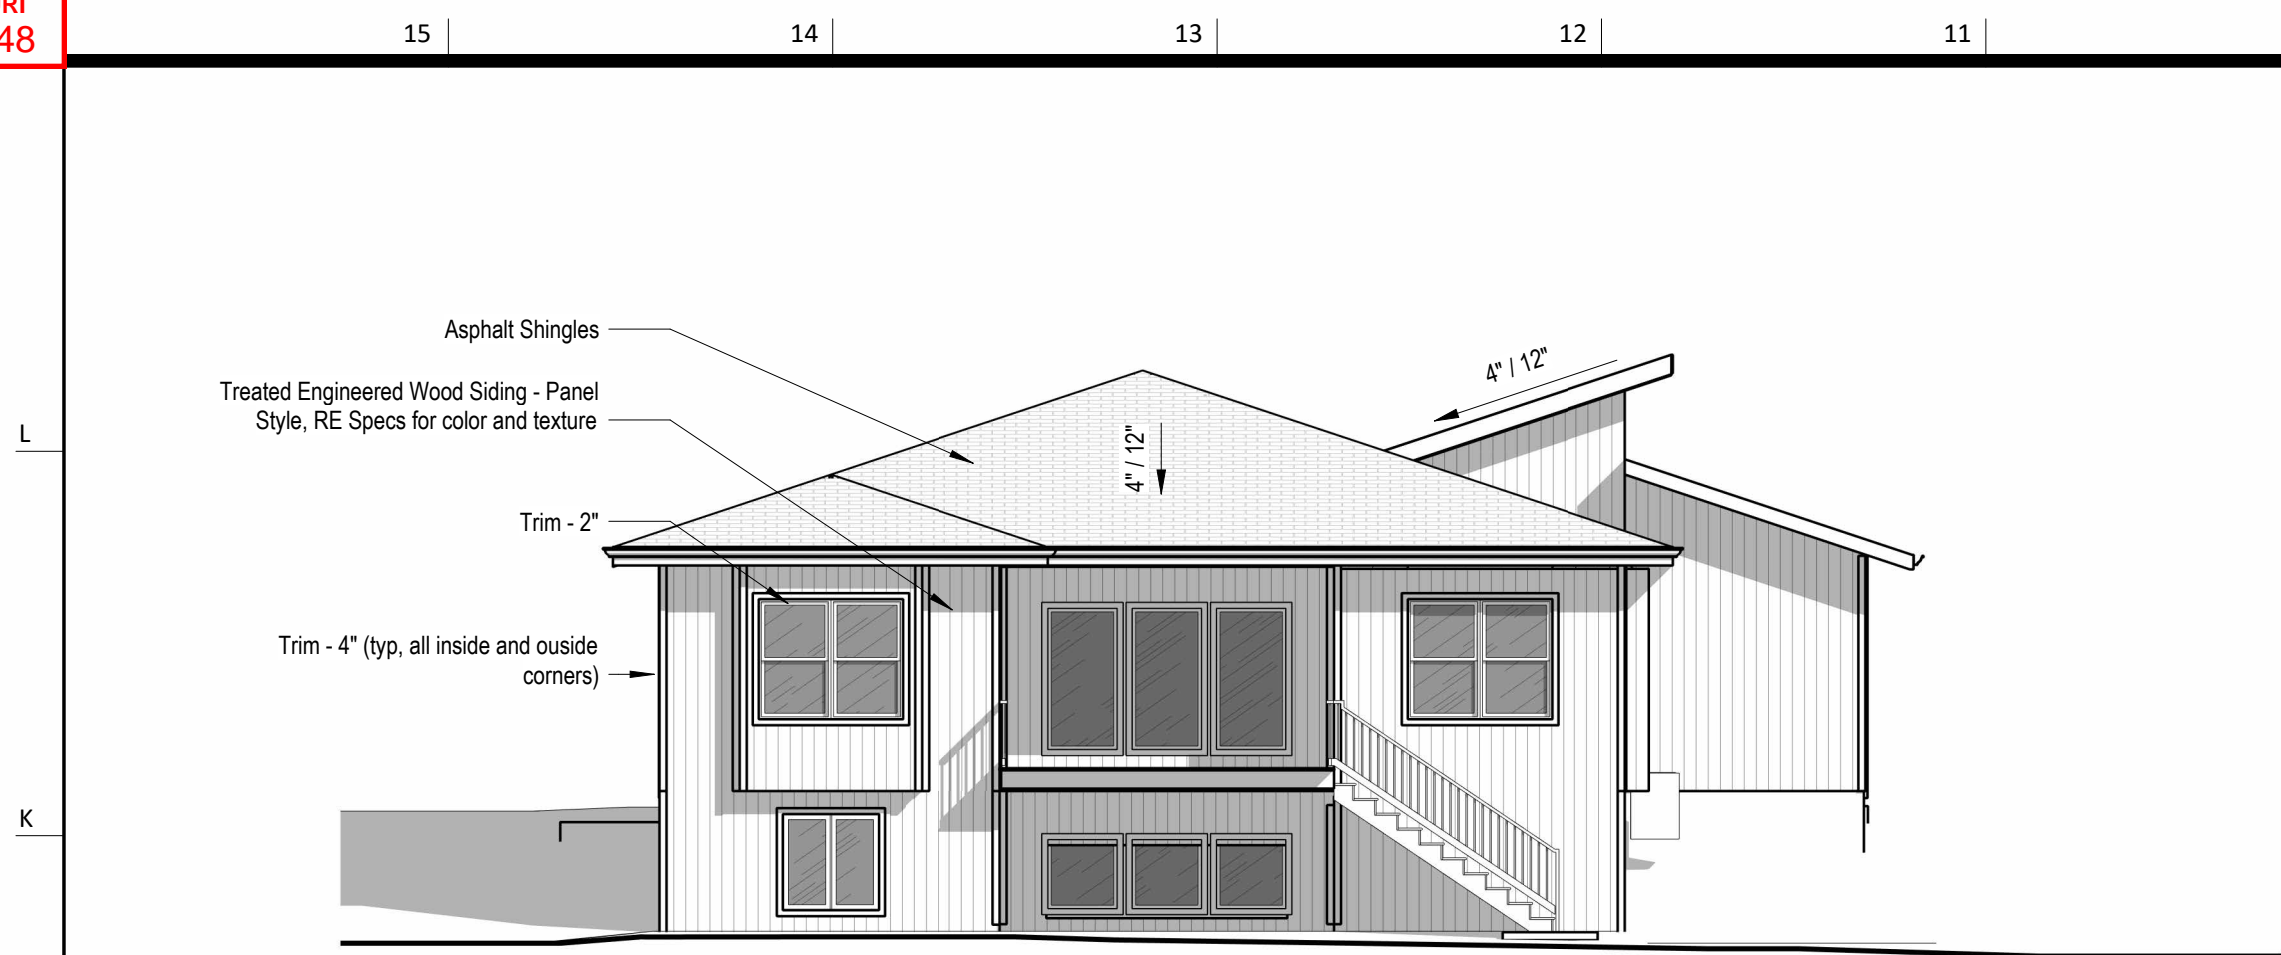 48
15
14
13
12
11
L
K
Asphalt Shingles
Treated Engineered Wood Siding - Panel
Style, RE Specs for color and texture
Trim - 2"
Trim - 4" (typ, all inside and ouside
corners)
4" / 12"
4" / 12"